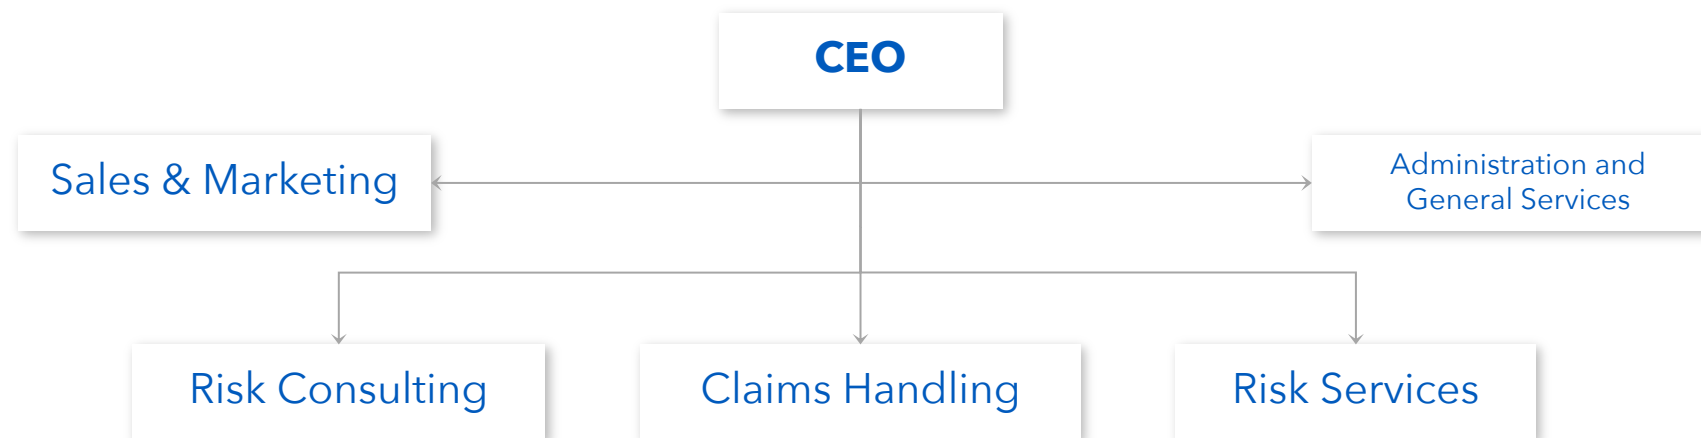 CEO
Sales & Marketing
Administration and
General Services
Risk Consulting
Claims Handling
Risk Services